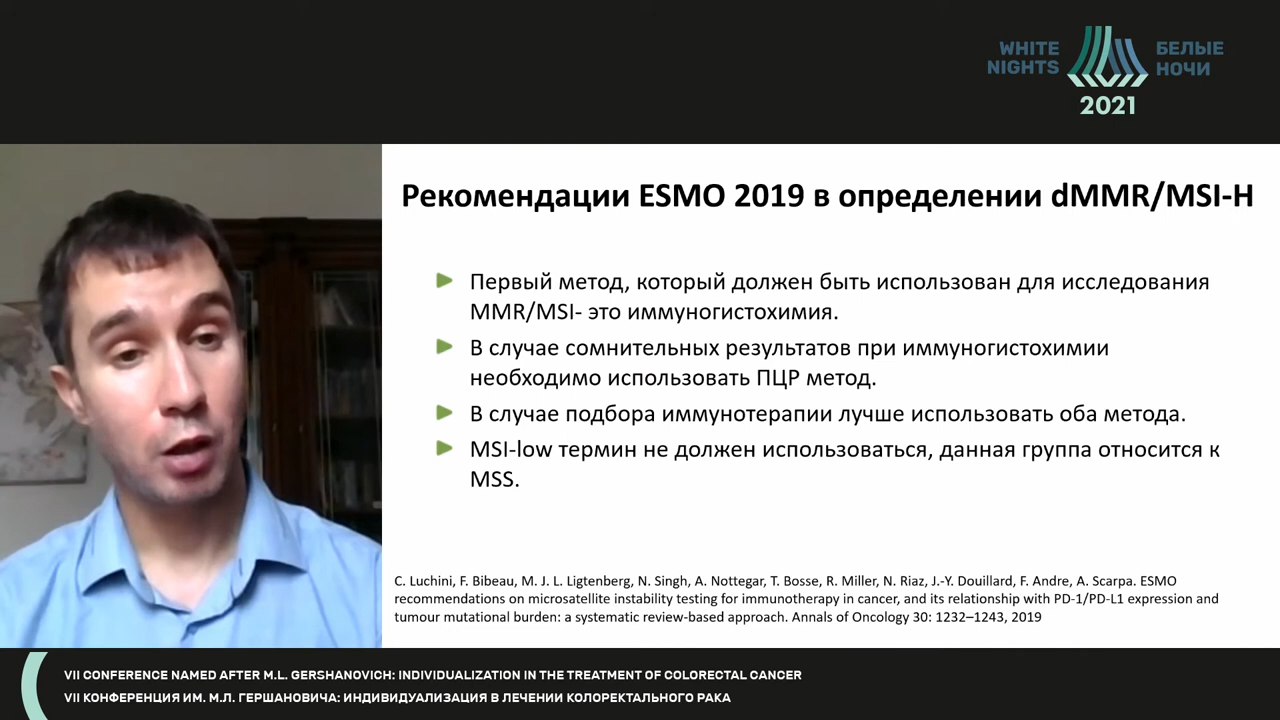 WHITE NIGHTS
БЕЛЫЕ НОЧИ
2021
Рекомендации ESMO 2019 в определении dMMR/MSI-H
Первый метод, который должен быть использован для исследования
MMR/MSI- это иммуногистохимия.
В случае сомнительных результатов при иммуногистохимии
необходимо использовать ПЦР метод.
В случае подбора иммунотерапии лучше использовать оба метода.
MSI-low термин не должен использоваться, данная группа относится к
MSS.
C. Luchini, F. Bibeau, M. J. L. Ligtenberg, N. Singh, A. Nottegar, T. Bosse, R. Miller, N. Riaz, J.-Y. Douillard, F. Andre, A. Scarpa. ESMO
recommendations on microsatellite instability testing for immunotherapy in cancer, and its relationship with PD-1/PD-L1 expression and
tumour mutational burden: a systematic review-based approach. Annals of Oncology 30: 1232–1243, 2019
VII CONFERENCE NAMED AFTER M.L. GERSHANOVICH: INDIVIDUALIZATION IN THE TREATMENT OF COLORECTAL CANCER
VII КОНФЕРЕНЦИЯ ИМ. М.Л. ГЕРШАНОВИЧА: ИНДИВИДУАЛИЗАЦИЯ В ЛЕЧЕНИИ КОЛОРЕКТАЛЬНОГО РАКА